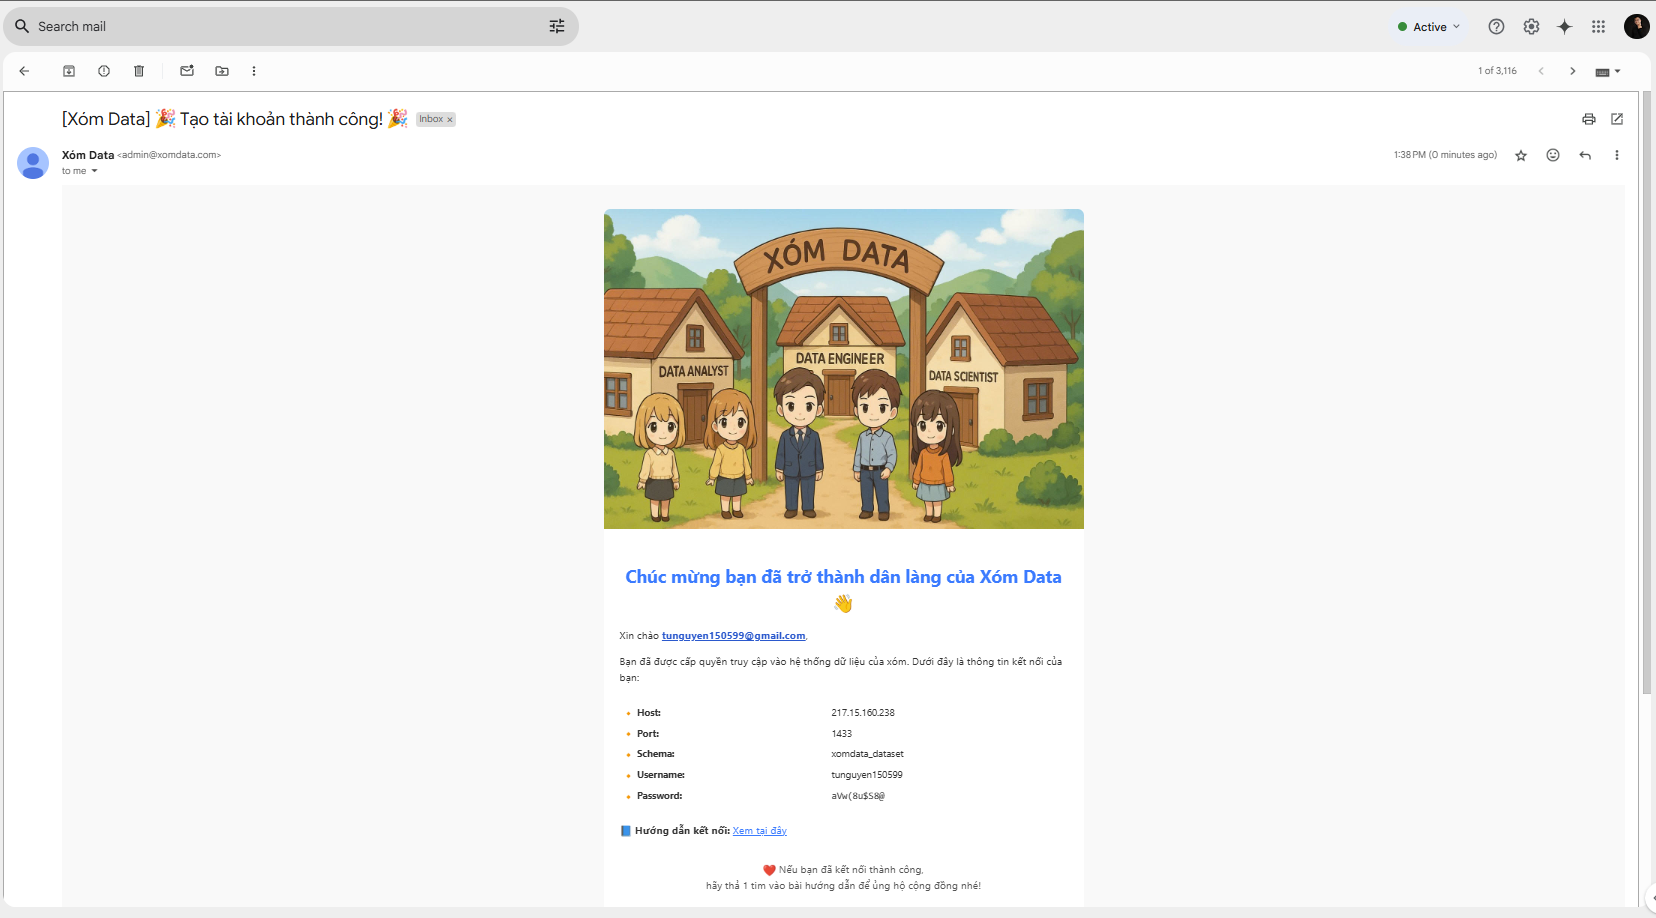 Search mail
Active
1 of 3,116
[Xóm Data] 🎉 Tạo tài khoản thành công! 🎉 Inbox x
Xóm Data <admin@xomdata.com>
1:38 PM (0 minutes ago)
to me
XÓM DATA
DATA ANALYST
DATA ENGINEER
DATA SCIENTIST
Chúc mừng bạn đã trở thành dân làng của Xóm Data
👋
Xin chào tunguyen150599@gmail.com,
Bạn đã được cấp quyền truy cập vào hệ thống dữ liệu của xóm. Dưới đây là thông tin kết nối của
bạn:
🔸 Host: 217.15.160.238
🔸 Port: 1433
🔸 Schema: xomdata_dataset
🔸 Username: tunguyen150599
🔸 Password: aVw(8u$S8@
📘 Hướng dẫn kết nối: Xem tại đây
❤️ Nếu bạn đã kết nối thành công,
hãy thả 1 tim vào bài hướng dẫn để ủng hộ cộng đồng nhé!